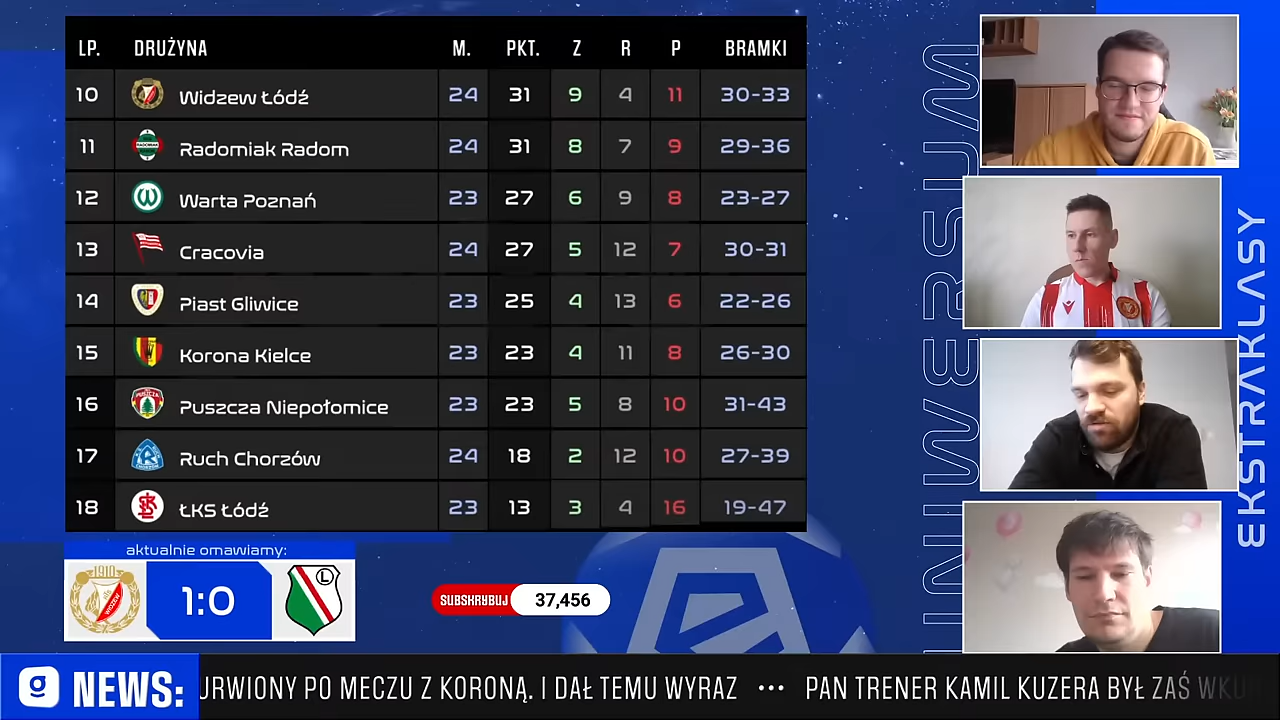 LP. DRUŻYNA M. PKT. Z R P BRAMKI
10 Widzew Łódź 24 31 9 4 11 30-33
11 Radomiak Radom 24 31 8 7 9 29-36
12 Warta Poznań 23 27 6 9 8 23-27
13 Cracovia 24 27 5 12 7 30-31
14 Piast Gliwice 23 25 4 13 6 22-26
15 Korona Kielce 23 23 4 11 8 26-30
16 Puszcza Niepołomice 23 23 5 8 10 31-43
17 Ruch Chorzów 24 18 2 12 10 27-39
18 ŁKS Łódź 23 13 3 4 16 19-47
aktualnie omawiamy:
1910
WIDZEW
1:0
L
SUBSKRYBUJ 37,456
UNIWERSUM
EKSTRAKLASY
g NEWS: URWIONY PO MECZU Z KORONĄ. I DAŁ TEMU WYRAZ ••• PAN TRENER KAMIL KUZERA BYŁ ZAŚ WKU